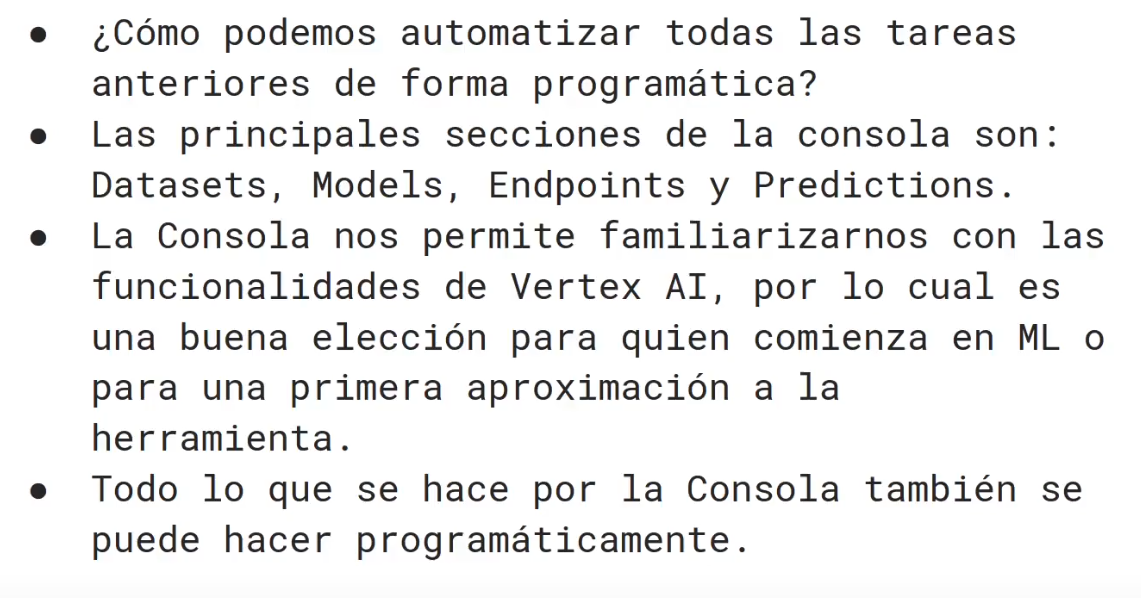 ● ¿Cómo podemos automatizar todas las tareas
anteriores de forma programática?
● Las principales secciones de la consola son:
Datasets, Models, Endpoints y Predictions.
● La Consola nos permite familiarizarnos con las
funcionalidades de Vertex AI, por lo cual es
una buena elección para quien comienza en ML o
para una primera aproximación a la
herramienta.
● Todo lo que se hace por la Consola también se
puede hacer programáticamente.